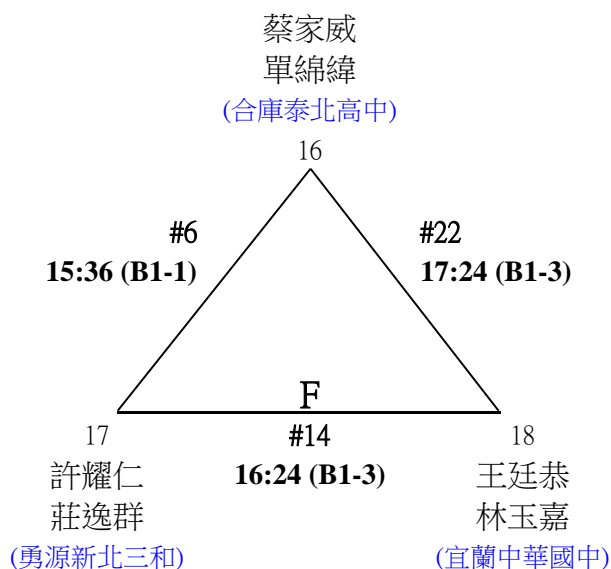 蔡家威
單綿緯
(合庫泰北高中)
16
#6
15:36 (B1-1)
#22
17:24 (B1-3)
F
17
#14
18
許耀仁
16:24 (B1-3)
王廷恭
莊逸群
林玉嘉
(勇源新北三和)
(宜蘭中華國中)